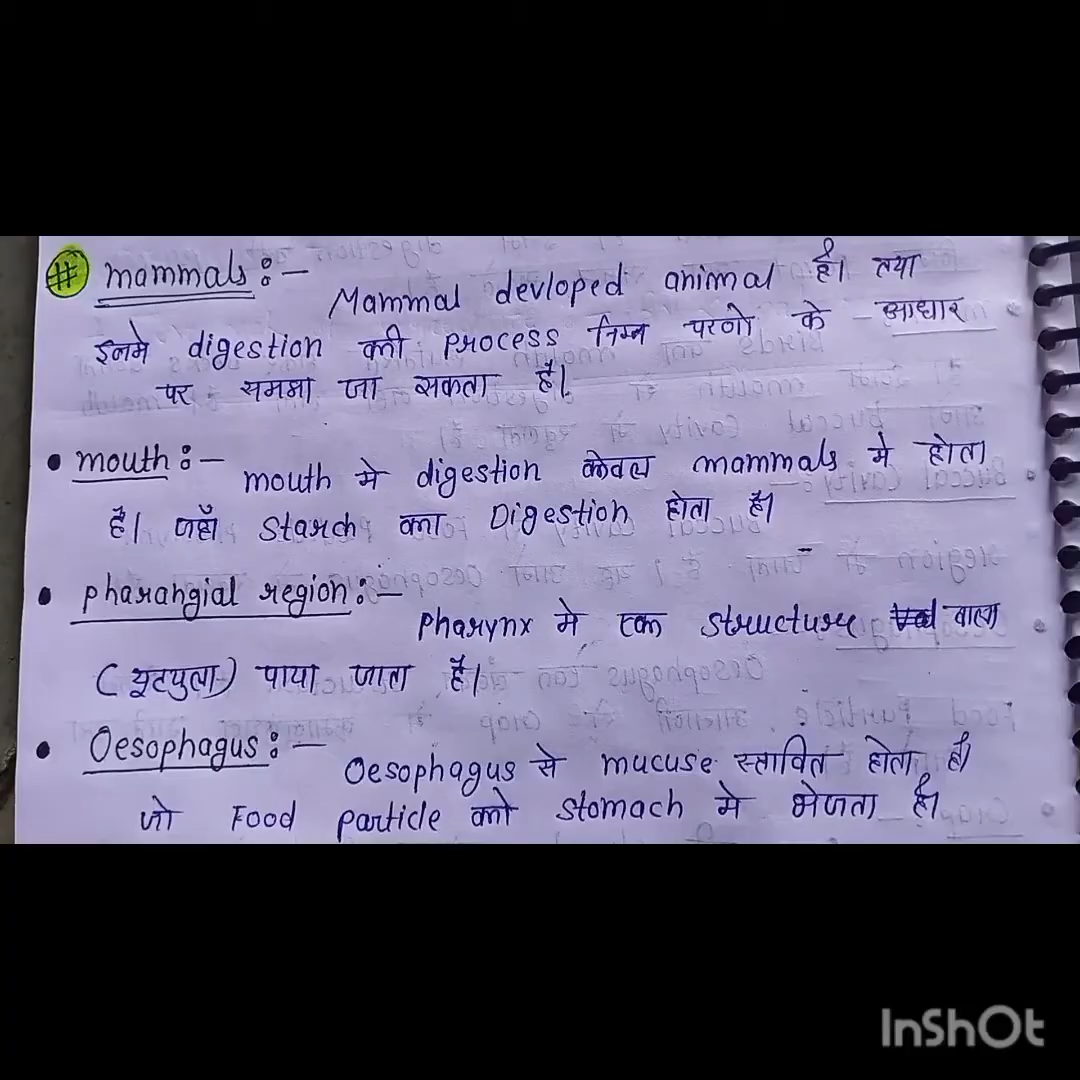 # mammals :-
Mammal devloped animal है। तथा
इनमे digestion की process निम्न चरणो के आधार
पर समझा जा सकता है।
• mouth :-
mouth मे digestion केवल mammals मे होता
है। जहाँ Starch का Digestion होता है।
• pharangial region :-
Pharynx मे एक structure वाल्व
() पाया जाता है।
• Oesophagus :-
Oesophagus से mucuse स्त्रावित होता है।
जो Food particle को stomach मे भेजता है।
InShOt